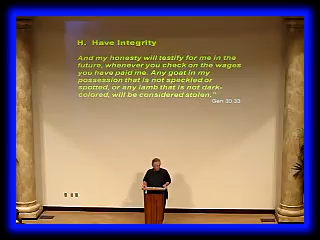 H. Have Integrity
And my honesty will testify for me in the
future, whenever you check on the wages
you have paid me. Any goat in my
possession that is not speckled or
spotted, or any lamb that is not dark-
colored, will be considered stolen."
Gen 30:33